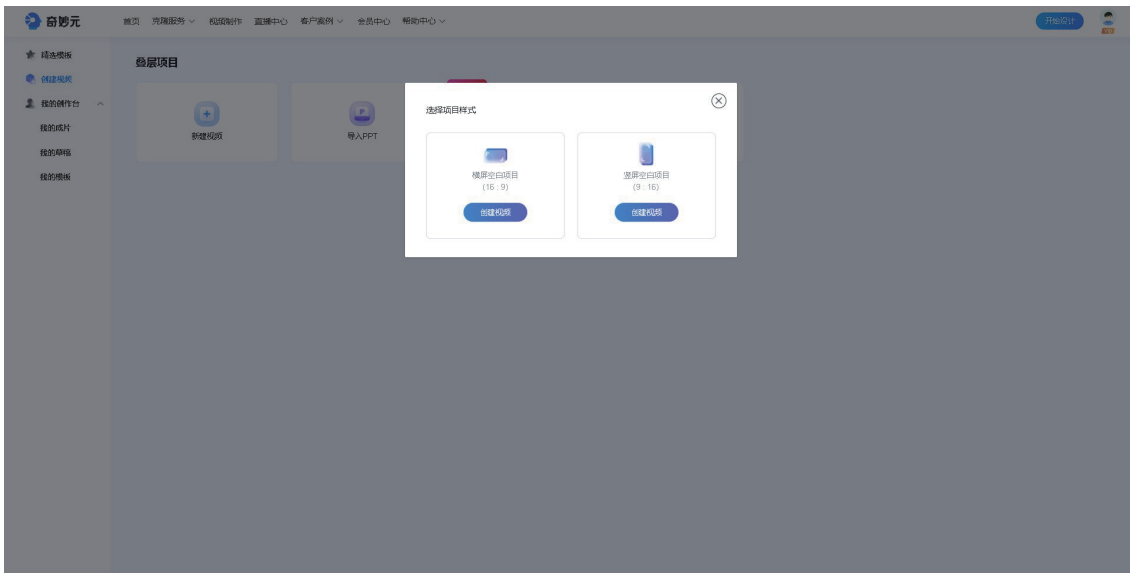 奇妙元
首页 克隆服务 视频制作 直播中心 客户案例 会员中心 帮助中心
开始设计
精选模板
创建视频
我的创作台
我的成片
我的草稿
我的模板
叠层项目
新建视频
导入PPT
选择项目样式
横屏空白项目
(16 : 9)
创建视频
竖屏空白项目
(9 : 16)
创建视频